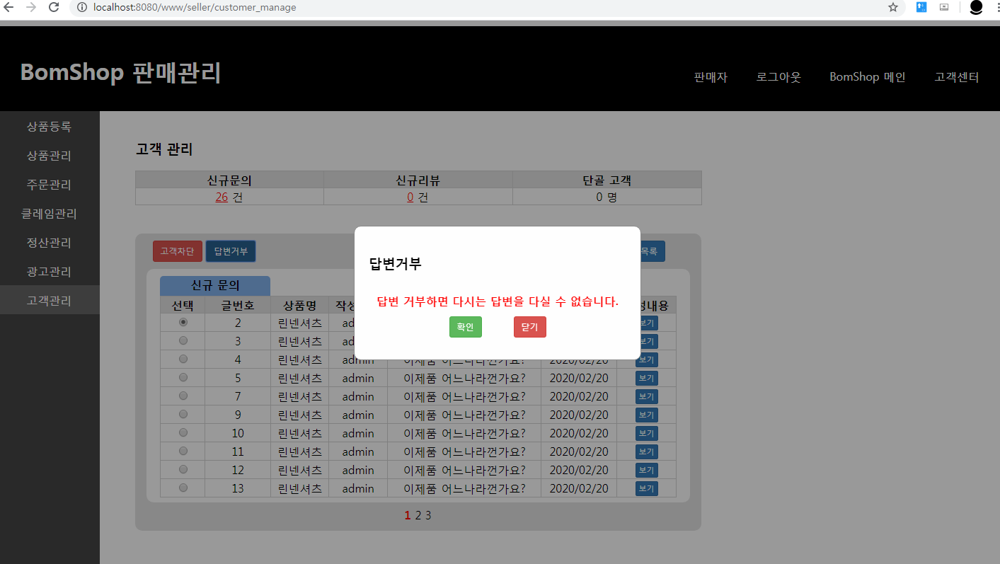 localhost:8080/www/seller/customer_manage
BomShop 판매관리
판매자 로그아웃 BomShop 메인 고객센터
상품등록
상품관리
주문관리
클레임관리
정산관리
광고관리
고객관리
고객 관리
신규문의 신규리뷰 단골 고객
26 건 0 건 0 명
고객차단 답변거부 목록
답변거부
답변 거부하면 다시는 답변을 다실 수 없습니다.
확인 닫기
신규 문의
선택 글번호 상품명 내용
2 린넨셔츠 보기
3 린넨셔츠 보기
4 린넨셔츠 admin 이제품 어느나라껀가요? 2020/02/20 보기
5 린넨셔츠 admin 이제품 어느나라껀가요? 2020/02/20 보기
7 린넨셔츠 admin 이제품 어느나라껀가요? 2020/02/20 보기
9 린넨셔츠 admin 이제품 어느나라껀가요? 2020/02/20 보기
10 린넨셔츠 admin 이제품 어느나라껀가요? 2020/02/20 보기
11 린넨셔츠 admin 이제품 어느나라껀가요? 2020/02/20 보기
12 린넨셔츠 admin 이제품 어느나라껀가요? 2020/02/20 보기
13 린넨셔츠 admin 이제품 어느나라껀가요? 2020/02/20 보기
1 2 3